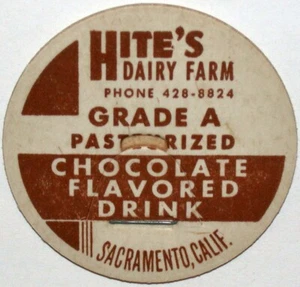 HITE'S
DAIRY FARM
PHONE 428-8824
GRADE A
PASTEURIZED
CHOCOLATE
FLAVORED
DRINK
SACRAMENTO, CALIF.